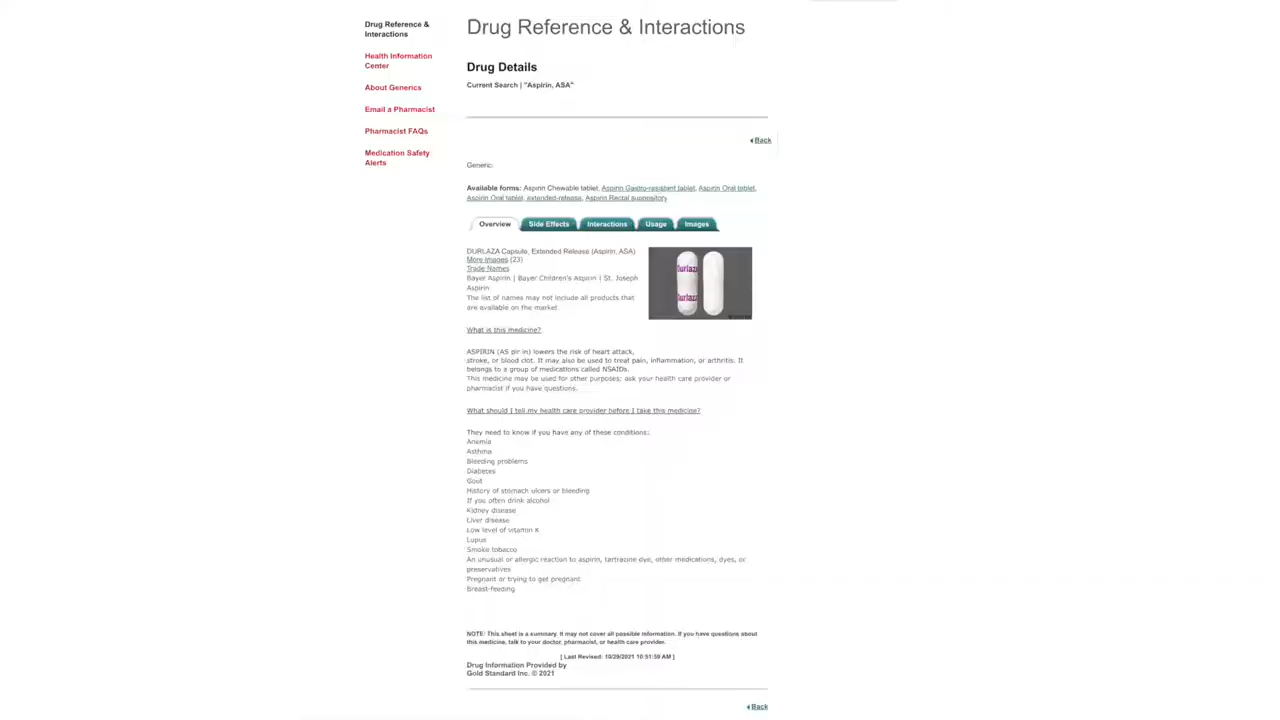 Drug Reference &
Interactions
Health Information
Center
About Generics
Email a Pharmacist
Pharmacist FAQs
Medication Safety
Alerts
Drug Reference & Interactions
Drug Details
Current Search | "Aspirin, ASA"
Back
Generic:
Available forms: Aspirin Chewable tablet, Aspirin Gastro-resistant tablet, Aspirin Oral tablet,
Aspirin Oral tablet, extended-release, Aspirin Rectal suppository
Overview Side Effects Interactions Usage Images
DURLAZA Capsule, Extended Release (Aspirin, ASA)
More Images (23)
Trade Names
Bayer Aspirin | Bayer Children's Aspirin | St. Joseph
Aspirin
The list of names may not include all products that
are available on the market.
Durlaza
Durlaza
What is this medicine?
ASPIRIN (AS pir in) lowers the risk of heart attack,
stroke, or blood clot. It may also be used to treat pain, inflammation, or arthritis. It
belongs to a group of medications called NSAIDs.
This medicine may be used for other purposes; ask your health care provider or
pharmacist if you have questions.
What should I tell my health care provider before I take this medicine?
They need to know if you have any of these conditions:
Anemia
Asthma
Bleeding problems
Diabetes
Gout
History of stomach ulcers or bleeding
If you often drink alcohol
Kidney disease
Liver disease
Low level of vitamin K
Lupus
Smoke tobacco
An unusual or allergic reaction to aspirin, tartrazine dye, other medications, dyes, or
preservatives
Pregnant or trying to get pregnant
Breast-feeding
NOTE: This sheet is a summary. It may not cover all possible information. If you have questions about
this medicine, talk to your doctor, pharmacist, or health care provider.
[ Last Revised: 10/29/2021 10:51:59 AM ]
Drug Information Provided by
Gold Standard Inc. © 2021
Back